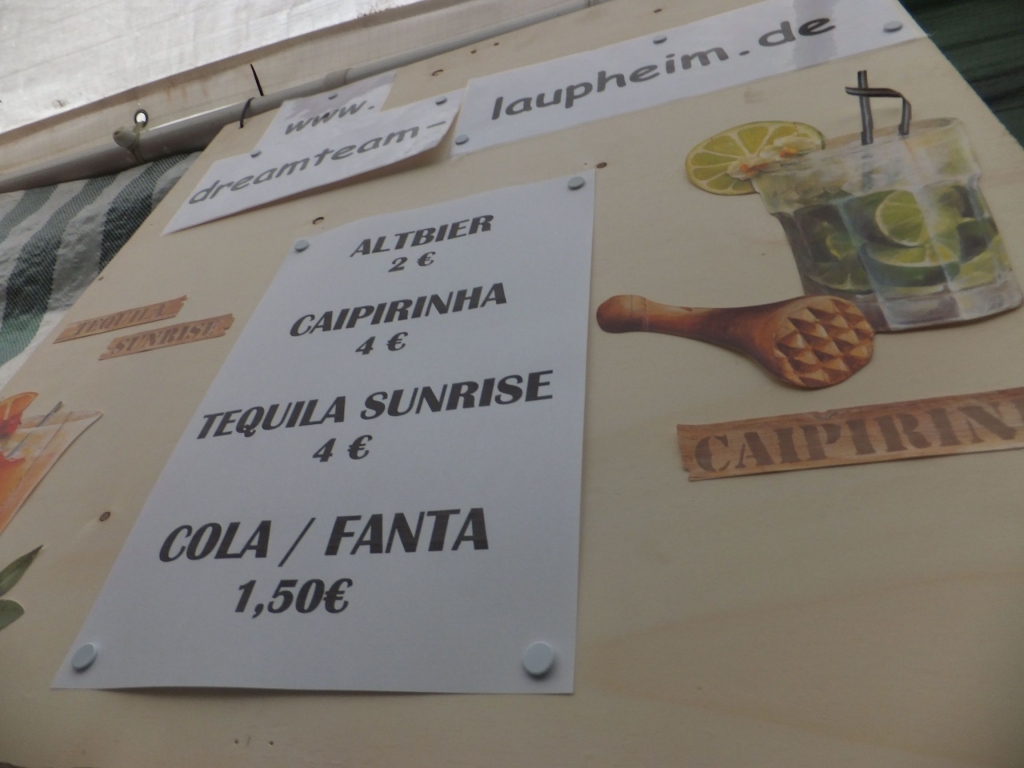 www.
dreamteam-
laupheim.de
ALTBIER
2 €
CAIPIRINHA
4 €
TEQUILA SUNRISE
4 €
COLA / FANTA
1,50€
TEQUILA
SUNRISE
CAIPIRIN